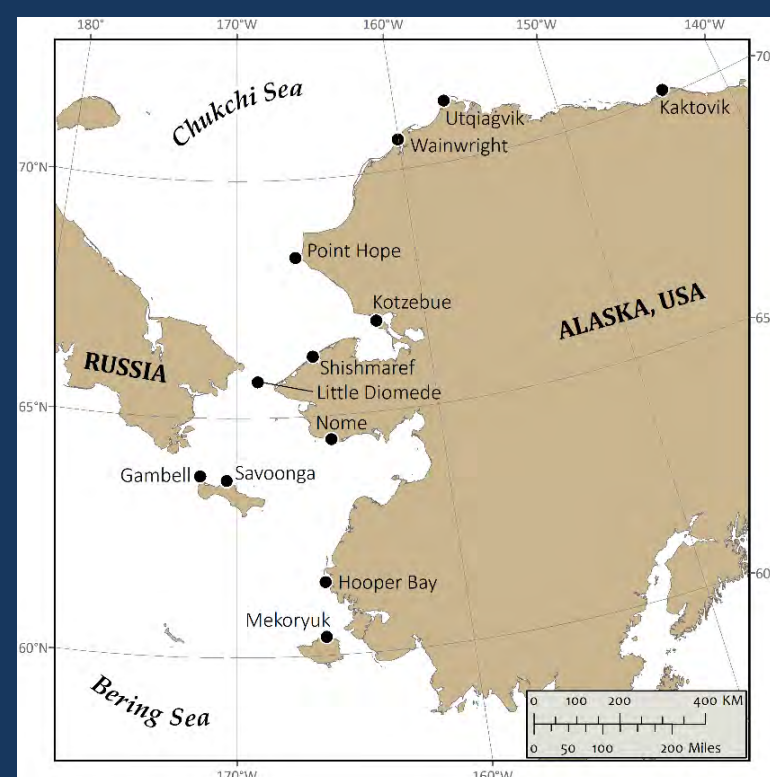 180° 170°W 160°W 150°W 140°W
70
Chukchi Sea
Utqiaġvik
Kaktovik
Wainwright
70°N
Point Hope
Kotzebue
ALASKA, USA
65
RUSSIA
Shishmaref
Little Diomede
65°N
Nome
Gambell
Savoonga
Hooper Bay
60
Mekoryuk
60°N
Bering Sea
0 100 200 400 KM
0 50 100 200 Miles
170°W 160°W